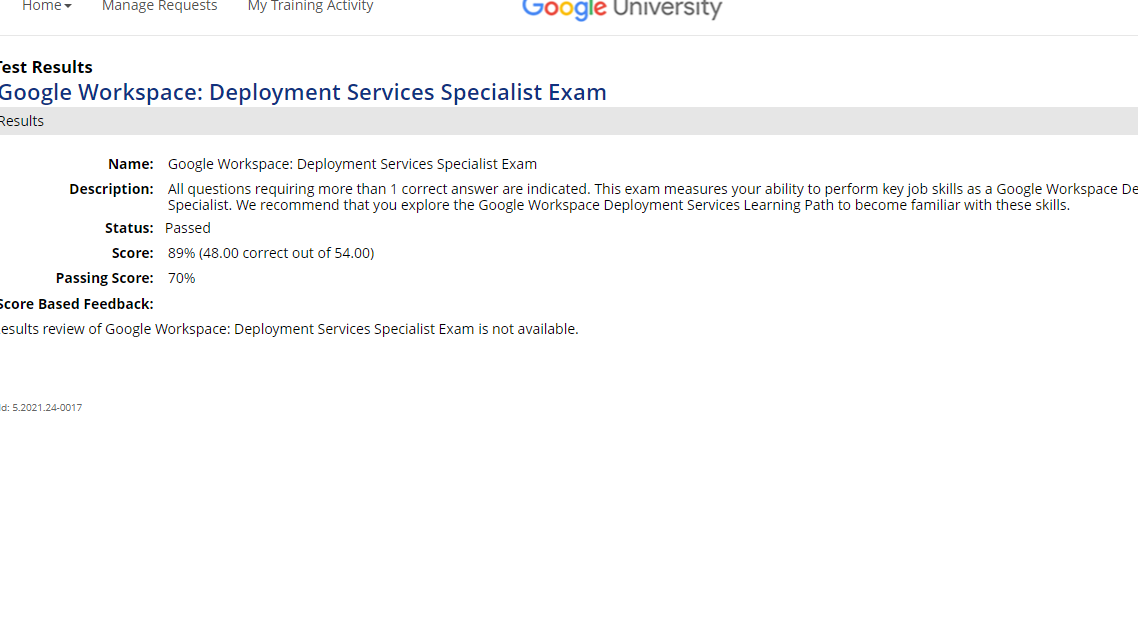 Home Manage Requests My Training Activity Google University
Test Results
Google Workspace: Deployment Services Specialist Exam
Results
Name: Google Workspace: Deployment Services Specialist Exam
Description: All questions requiring more than 1 correct answer are indicated. This exam measures your ability to perform key job skills as a Google Workspace De
Specialist. We recommend that you explore the Google Workspace Deployment Services Learning Path to become familiar with these skills.
Status: Passed
Score: 89% (48.00 correct out of 54.00)
Passing Score: 70%
Score Based Feedback:
esults review of Google Workspace: Deployment Services Specialist Exam is not available.
Id: 5.2021.24-0017